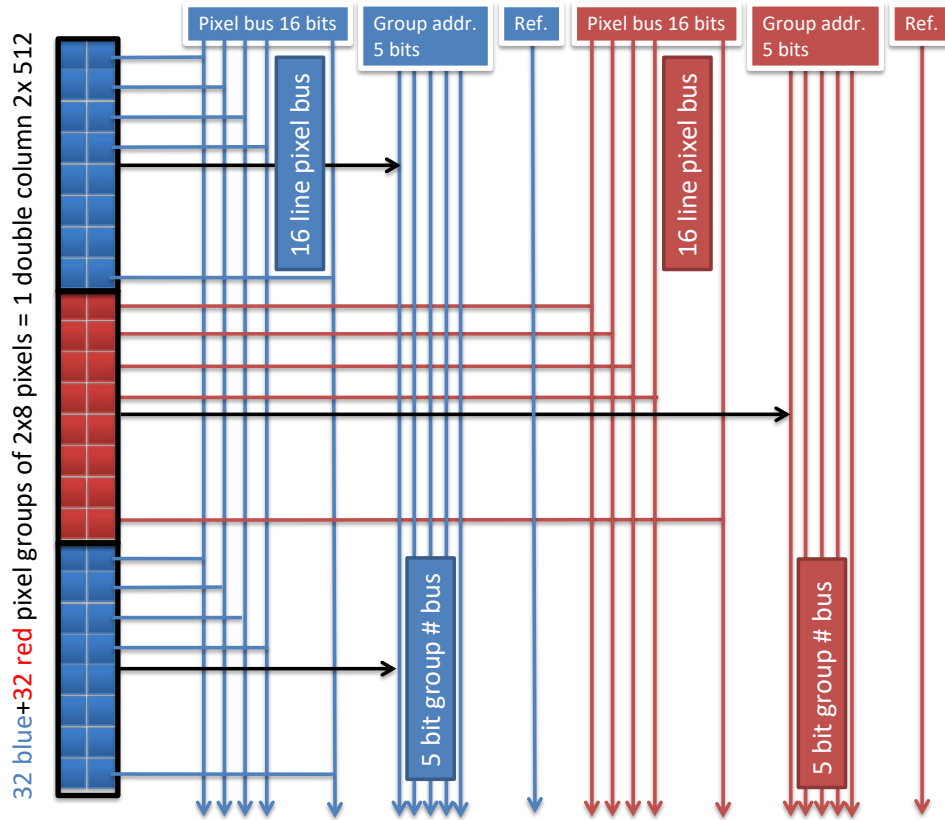 Pixel bus 16 bits
Group addr.
5 bits
Ref.
Pixel bus 16 bits
Group addr.
5 bits
Ref.
32 blue+32 red pixel groups of 2x8 pixels = 1 double column 2x 512
16 line pixel bus
16 line pixel bus
5 bit group # bus
5 bit group # bus